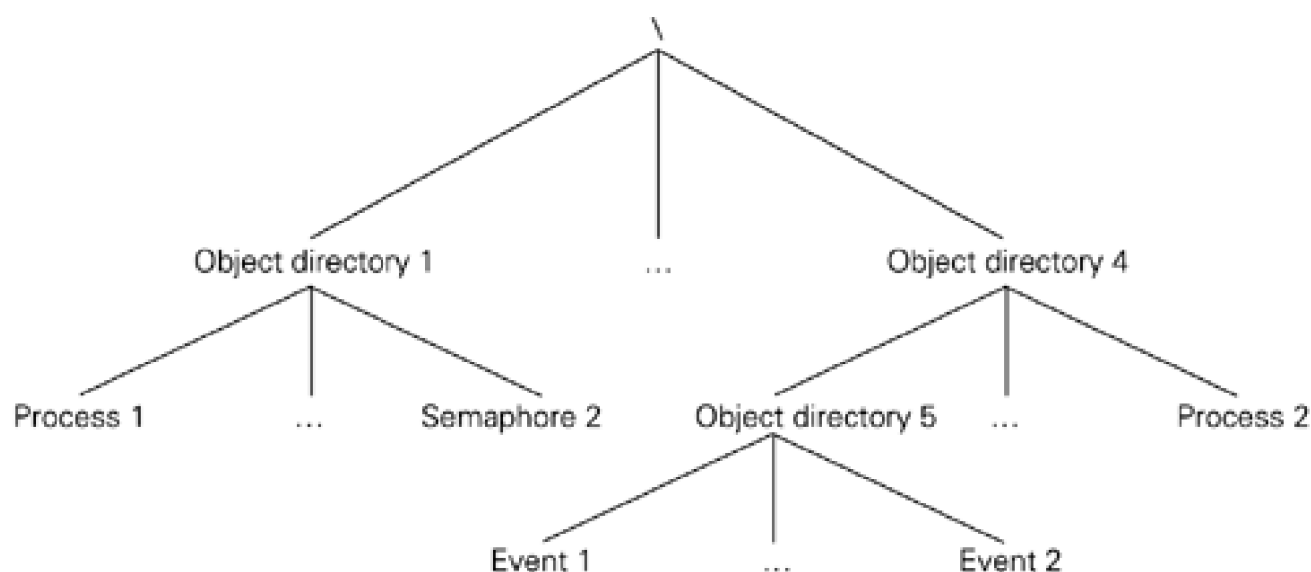 \
Object directory 1 ... Object directory 4
Process 1 ... Semaphore 2 Object directory 5 ... Process 2
Event 1 ... Event 2